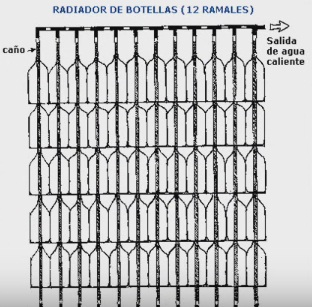 RADIADOR DE BOTELLAS (12 RAMALES)
caño
Salida
de agua
caliente